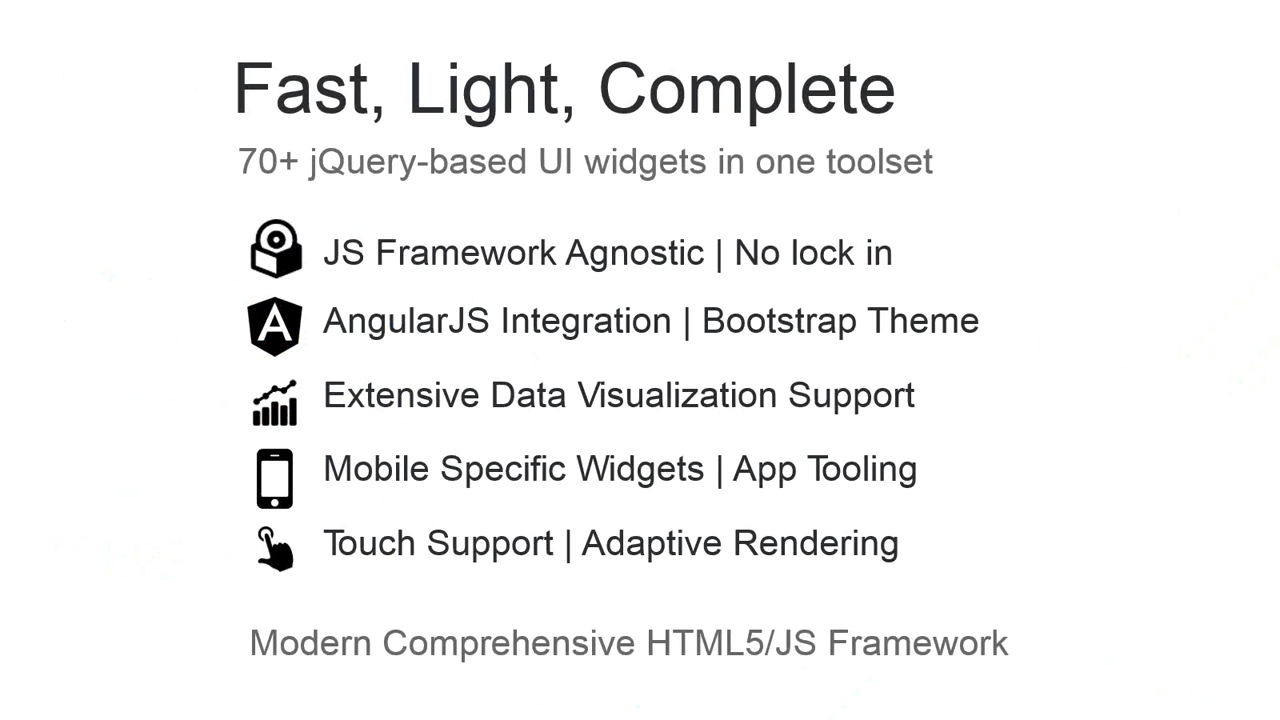 Fast, Light, Complete
70+ jQuery-based UI widgets in one toolset
JS Framework Agnostic | No lock in
AngularJS Integration | Bootstrap Theme
Extensive Data Visualization Support
Mobile Specific Widgets | App Tooling
Touch Support | Adaptive Rendering
Modern Comprehensive HTML5/JS Framework